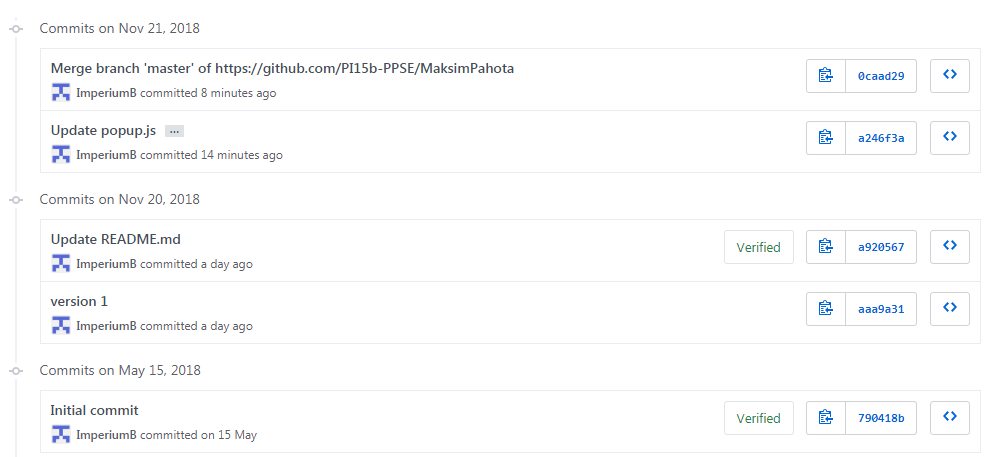 Commits on Nov 21, 2018
Merge branch 'master' of https://github.com/PI15b-PPSE/MaksimPahota
ImperiumB committed 8 minutes ago
0caad29
Update popup.js ...
ImperiumB committed 14 minutes ago
a246f3a
Commits on Nov 20, 2018
Update README.md
ImperiumB committed a day ago
Verified
a920567
version 1
ImperiumB committed a day ago
aaa9a31
Commits on May 15, 2018
Initial commit
ImperiumB committed on 15 May
Verified
790418b